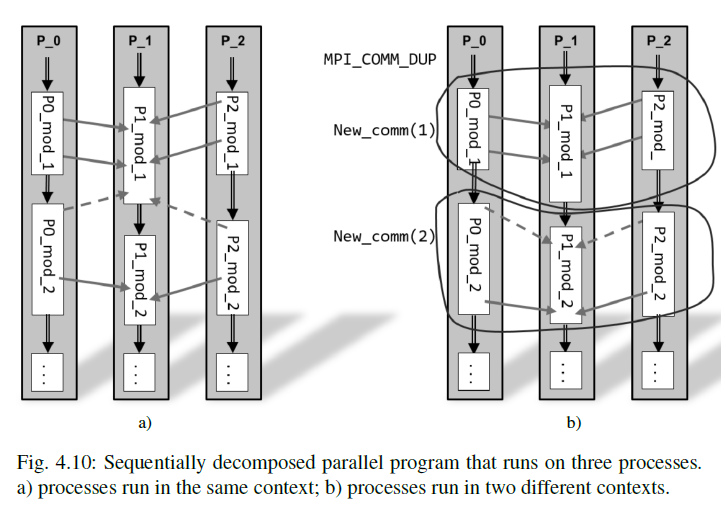 P_0 P_1 P_2
P0_mod_1
P1_mod_1
P2_mod_1
P0_mod_2
P1_mod_2
P2_mod_2
...
...
...
a)
P_0 P_1 P_2
MPI_COMM_DUP
New_comm(1)
P0_mod_1
P1_mod_1
P2_mod_
New_comm(2)
P0_mod_2
P1_mod_2
P2_mod_2
...
...
...
b)
Fig. 4.10: Sequentially decomposed parallel program that runs on three processes.
a) processes run in the same context; b) processes run in two different contexts.